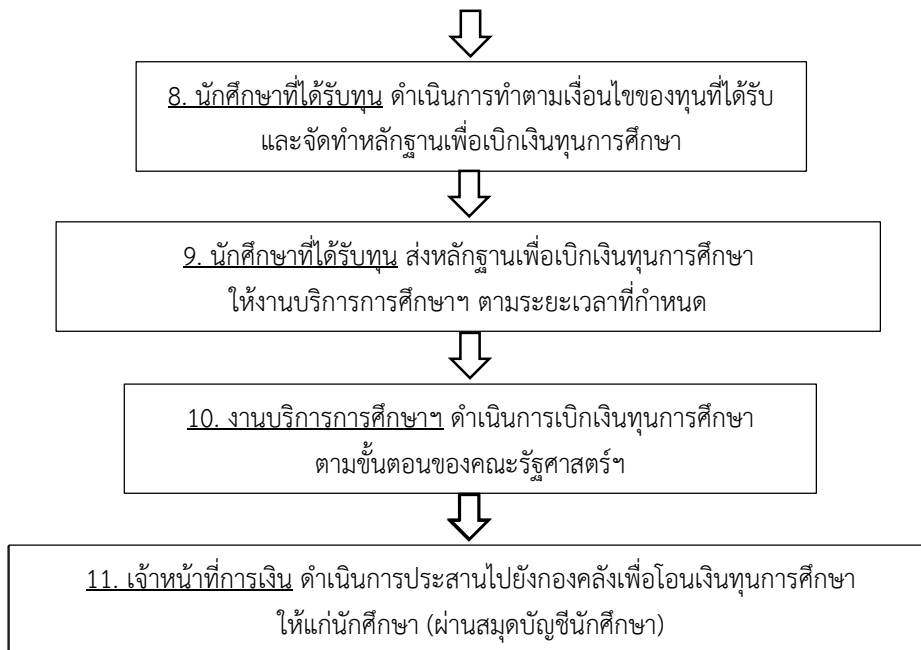 8. นักศึกษาที่ได้รับทุน ดำเนินการทำตามเงื่อนไขของทุนที่ได้รับ
และจัดทำหลักฐานเพื่อเบิกเงินทุนการศึกษา
9. นักศึกษาที่ได้รับทุน ส่งหลักฐานเพื่อเบิกเงินทุนการศึกษา
ให้งานบริการการศึกษาฯ ตามระยะเวลาที่กำหนด
10. งานบริการการศึกษาฯ ดำเนินการเบิกเงินทุนการศึกษา
ตามขั้นตอนของคณะรัฐศาสตร์ฯ
11. เจ้าหน้าที่การเงิน ดำเนินการประสานไปยังกองคลังเพื่อโอนเงินทุนการศึกษา
ให้แก่นักศึกษา (ผ่านสมุดบัญชีนักศึกษา)